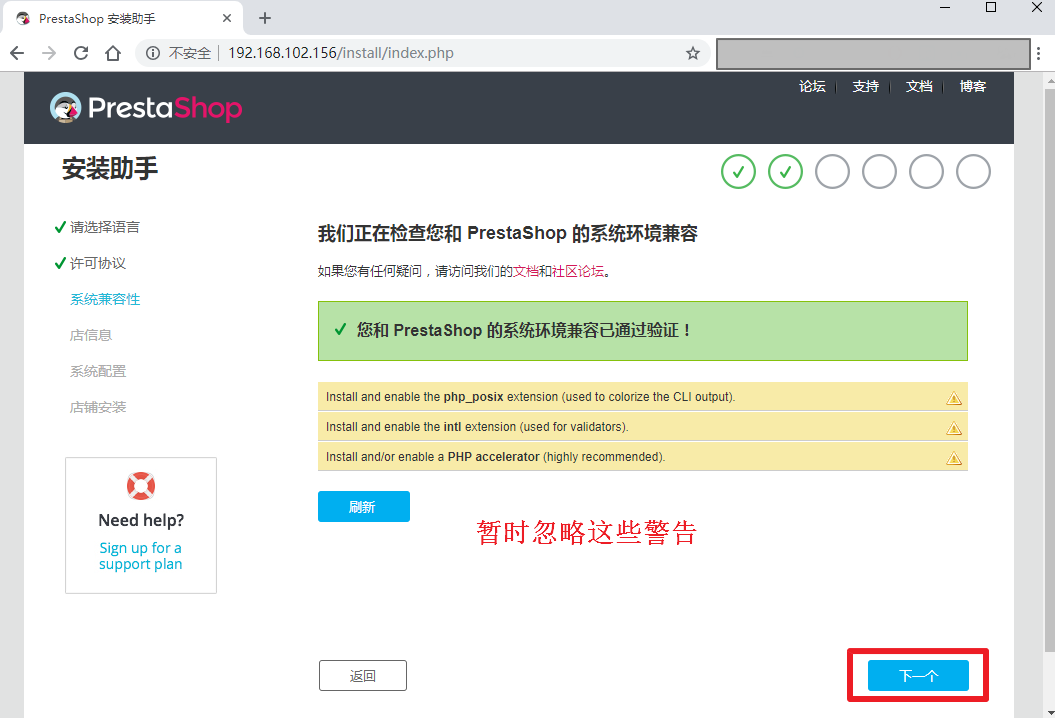 PrestaShop 安装助手
不安全 192.168.102.156/install/index.php
论坛 支持 文档 博客
PrestaShop
安装助手
请选择语言
许可协议
系统兼容性
店信息
系统配置
店铺安装
Need help?
Sign up for a
support plan
我们正在检查您和 PrestaShop 的系统环境兼容
如果您有任何疑问，请访问我们的文档和社区论坛。
您和 PrestaShop 的系统环境兼容已通过验证！
Install and enable the php_posix extension (used to colorize the CLI output).
Install and enable the intl extension (used for validators).
Install and/or enable a PHP accelerator (highly recommended).
刷新
暂时忽略这些警告
返回
下一个